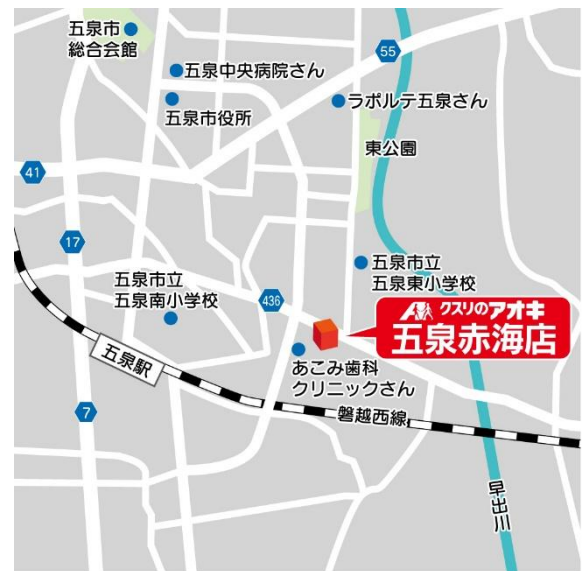 五泉市
総合会館
55
五泉中央病院さん
ラポルテ五泉さん
五泉市役所
東公園
41
17
五泉市立
五泉東小学校
五泉市立
五泉南小学校
436
クスリのアオキ
五泉赤海店
五泉駅
あこみ歯科
クリニックさん
磐越西線
7
早出川